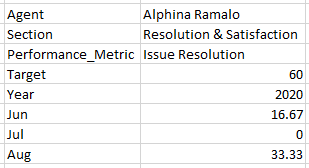 Agent Alphina Ramalo
Section Resolution & Satisfaction
Performance_Metric Issue Resolution
Target 60
Year 2020
Jun 16.67
Jul 0
Aug 33.33